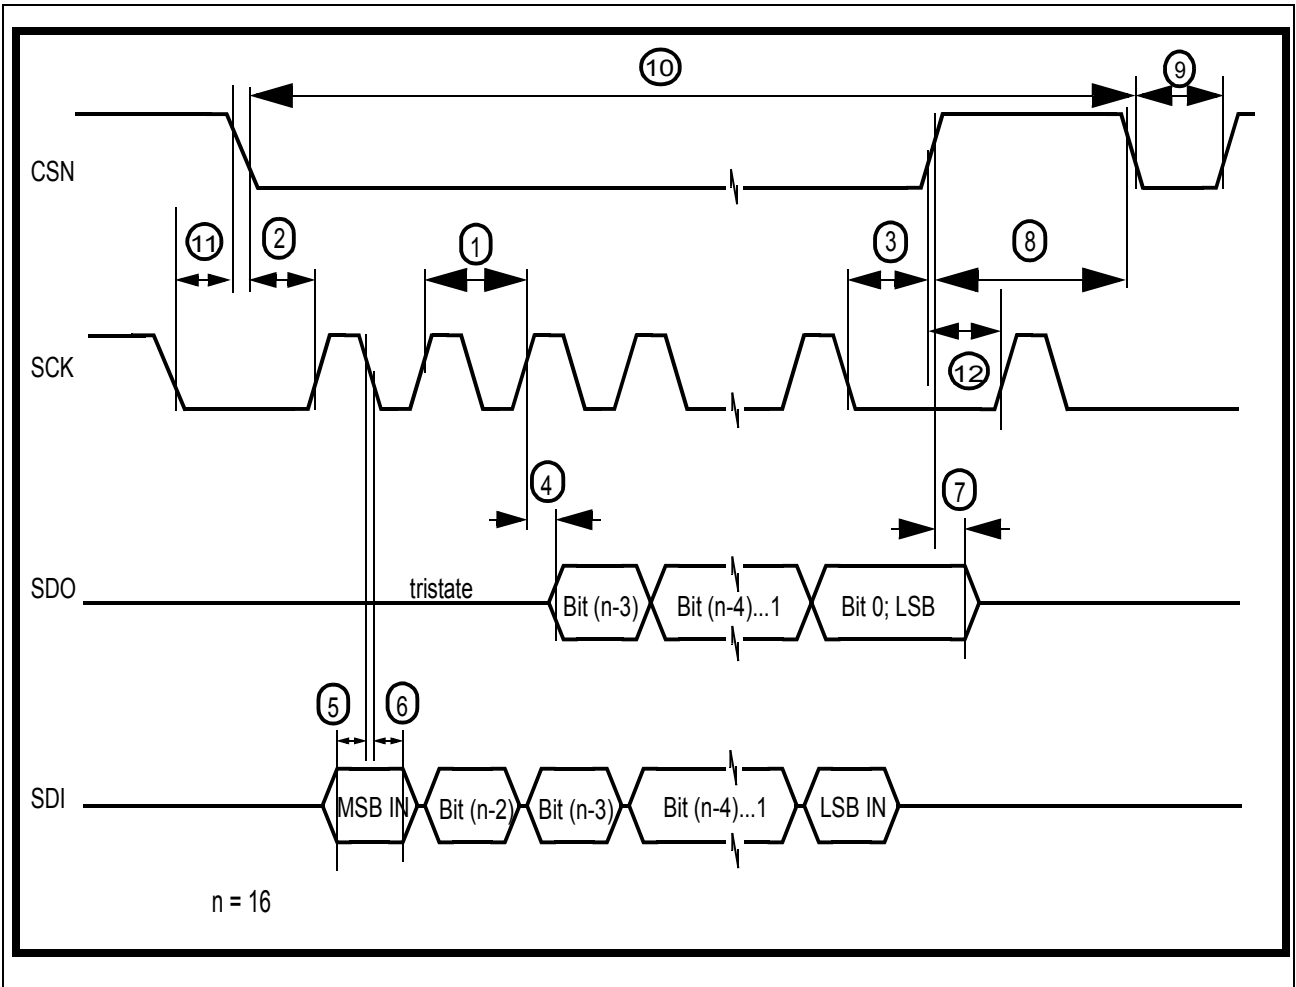 10
9
CSN
11
2
1
3
8
SCK
12
4
7
SDO
tristate
Bit (n-3)
Bit (n-4)...1
Bit 0; LSB
5
6
SDI
MSB IN
Bit (n-2)
Bit (n-3)
Bit (n-4)...1
LSB IN
n = 16